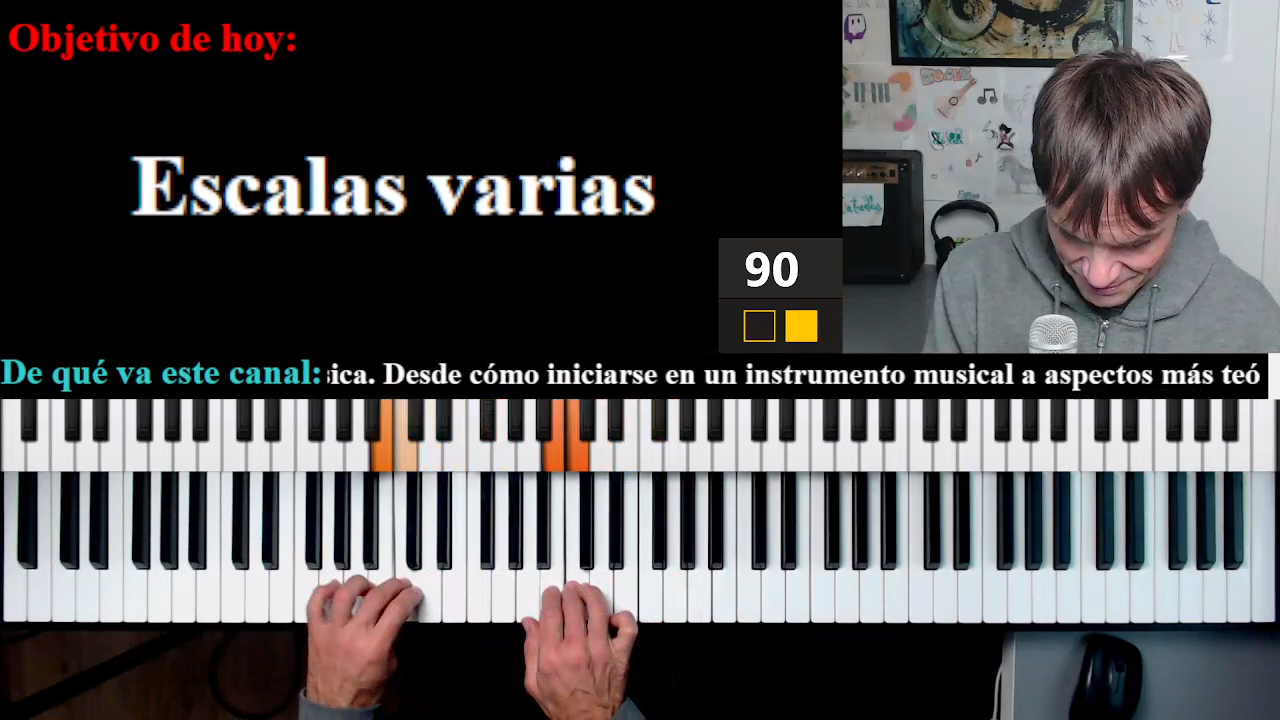 Objetivo de hoy:
Escalas varias
90
De qué va este canal: sica. Desde cómo iniciarse en un instrumento musical a aspectos más teó